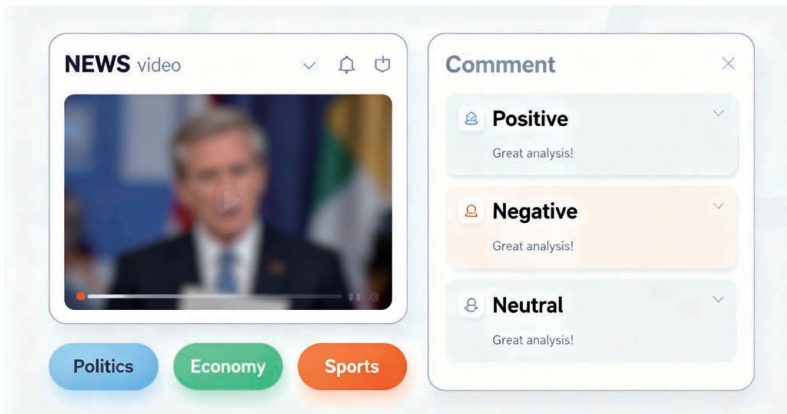 NEWS video
Politics
Economy
Sports
Comment
Positive
Great analysis!
Negative
Great analysis!
Neutral
Great analysis!